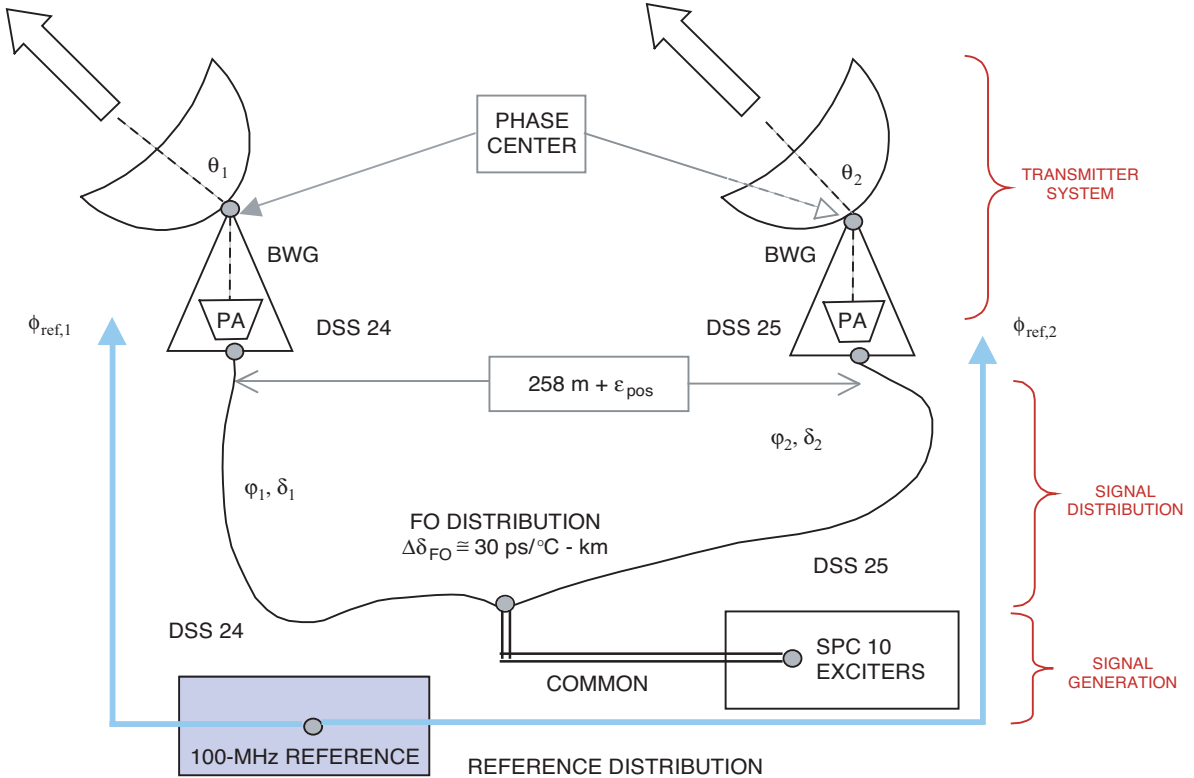 PHASE
CENTER
θ1
θ2
TRANSMITTER
SYSTEM
BWG
BWG
PA
PA
ϕref,1
DSS 24
DSS 25
ϕref,2
258 m + εpos
φ1, δ1
φ2, δ2
SIGNAL
DISTRIBUTION
FO DISTRIBUTION
ΔδFO ≅ 30 ps/°C - km
DSS 25
DSS 24
SPC 10
EXCITERS
COMMON
SIGNAL
GENERATION
100-MHz REFERENCE
REFERENCE DISTRIBUTION